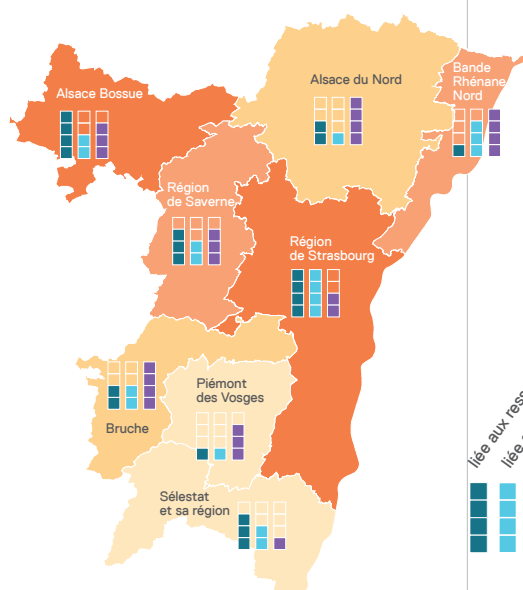 Alsace Bossue
Alsace du Nord
Bande
Rhénane
Nord
Région
de Saverne
Région
de Strasbourg
Piémont
des Vosges
Bruche
Sélestat
et sa région
liée aux
liée